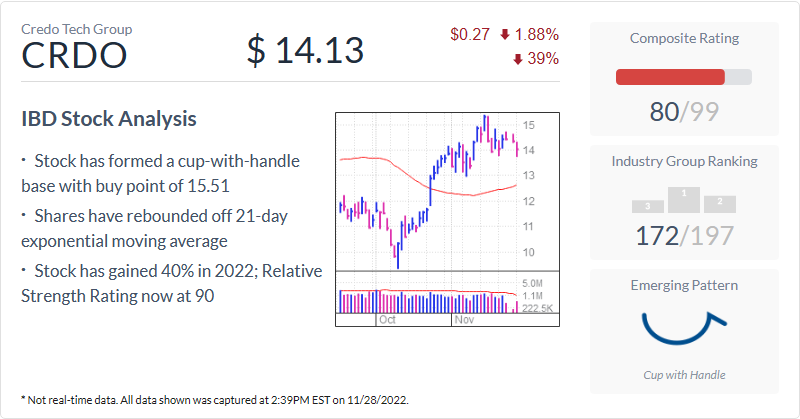 Credo Tech Group
CRDO
$ 14.13
$0.27 1.88%
39%
IBD Stock Analysis
· Stock has formed a cup-with-handle
base with buy point of 15.51
· Shares have rebounded off 21-day
exponential moving average
· Stock has gained 40% in 2022; Relative
Strength Rating now at 90
15
14
13
12
11
10
5.0M
1.1M
222.5K
Oct
Nov
Composite Rating
80/99
Industry Group Ranking
3 1 2
172/197
Emerging Pattern
Cup with Handle
* Not real-time data. All data shown was captured at 2:39PM EST on 11/28/2022.